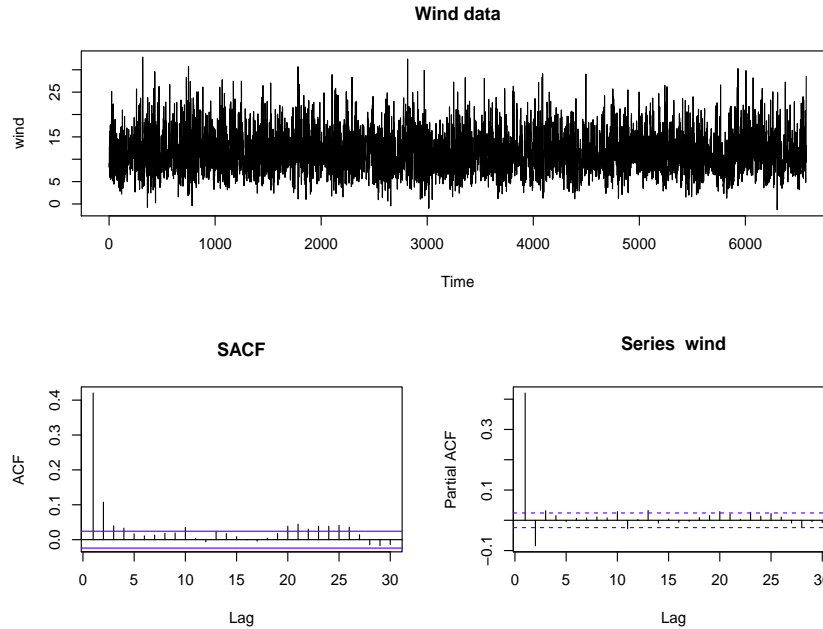 Wind data
wind
25
15
5
0
0 1000 2000 3000 4000 5000 6000
Time
SACF
ACF
0.4
0.3
0.2
0.1
0.0
0 5 10 15 20 25 30
Lag
Series wind
Partial ACF
0.3
0.1
-0.1
0 5 10 15 20 25 30
Lag